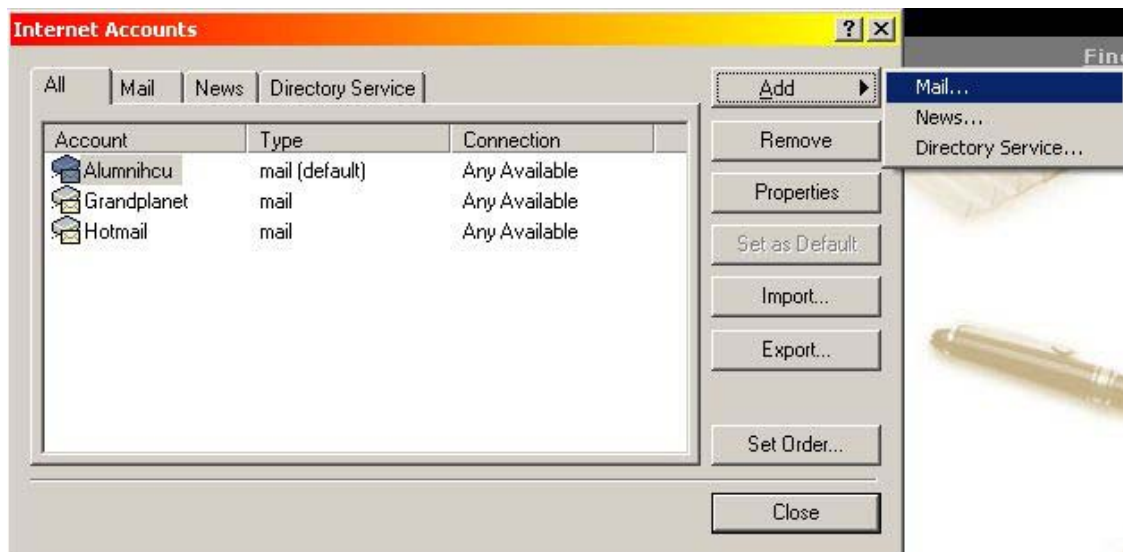 Internet Accounts
All Mail News Directory Service
Account Type Connection
Alumnihcu mail (default) Any Available
Grandplanet mail Any Available
Hotmail mail Any Available
Add
Remove
Properties
Set as Default
Import...
Export...
Set Order...
Close
Mail...
News...
Directory Service...